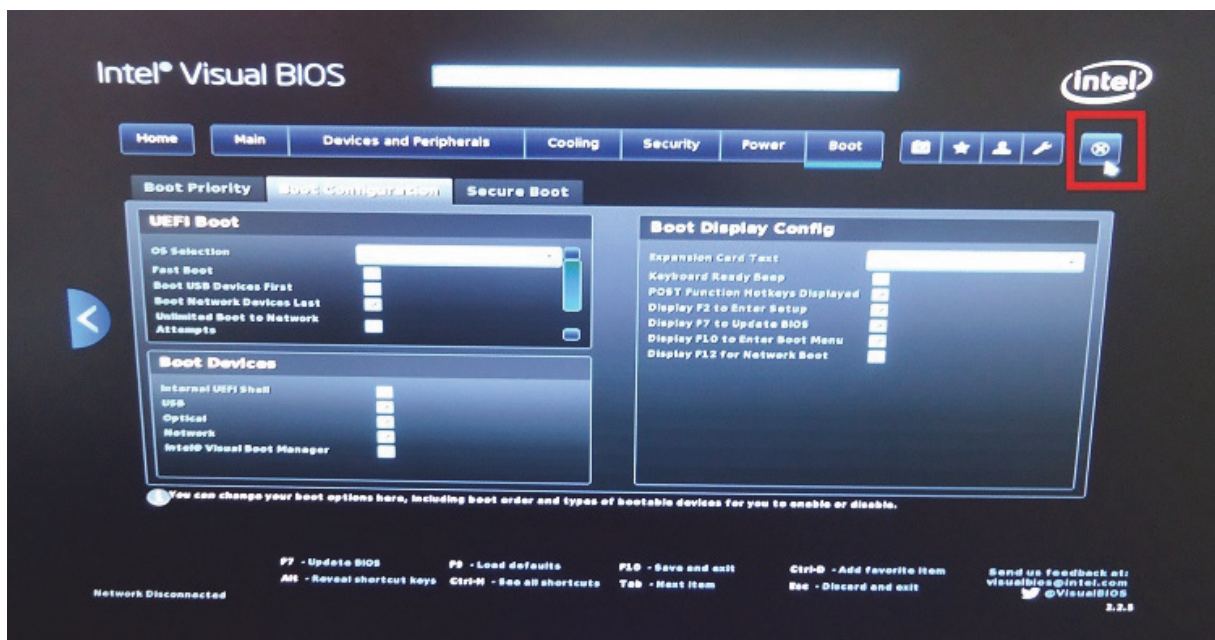 Intel® Visual BIOS
intel
Home
Main
Devices and Peripherals
Cooling
Security
Power
Boot
Boot Priority
Boot Configuration
Secure Boot
UEFI Boot
OS Selection
Fast Boot
Boot USB Devices First
Boot Network Devices Last
Unlimited Boot to Network
Attempts
Boot Devices
Internal UEFI Shell
USB
Optical
Network
Intel® Visual Boot Manager
Boot Display Config
Expansion Card Text
Keyboard Ready Beep
POST Function Hotkeys Displayed
Display F2 to Enter Setup
Display F7 to Update BIOS
Display F10 to Enter Boot Menu
Display F12 for Network Boot
You can change your boot options here, including boot order and types of bootable devices for you to enable or disable.
F7 - Update BIOS
F9 - Load defaults
F10 - Save and exit
Ctrl-D - Add favorite item
Alt - Reveal shortcut keys
Ctrl-H - See all shortcuts
Tab - Next item
Esc - Discard and exit
Send us feedback at:
visualbios@intel.com
@VisualBIOS
2.2.5
Network Disconnected